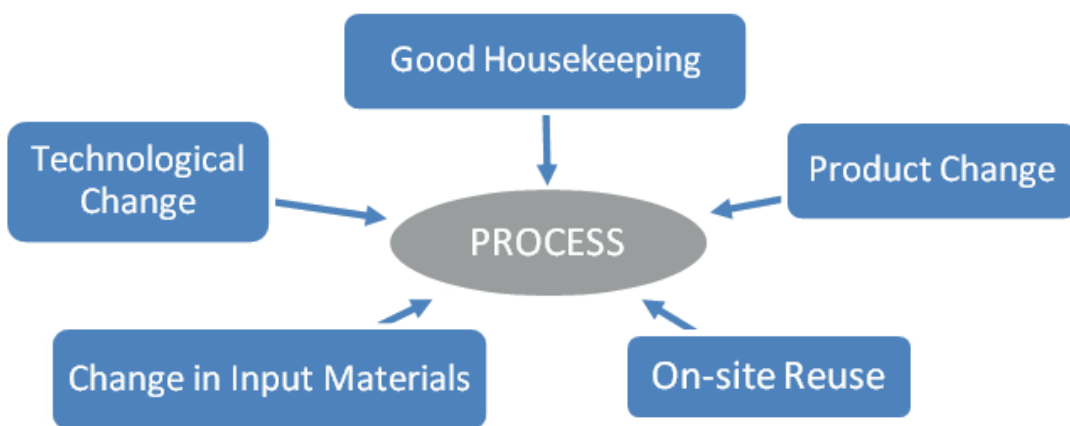 Good Housekeeping
Technological
Change
Product Change
PROCESS
Change in Input Materials
On-site Reuse